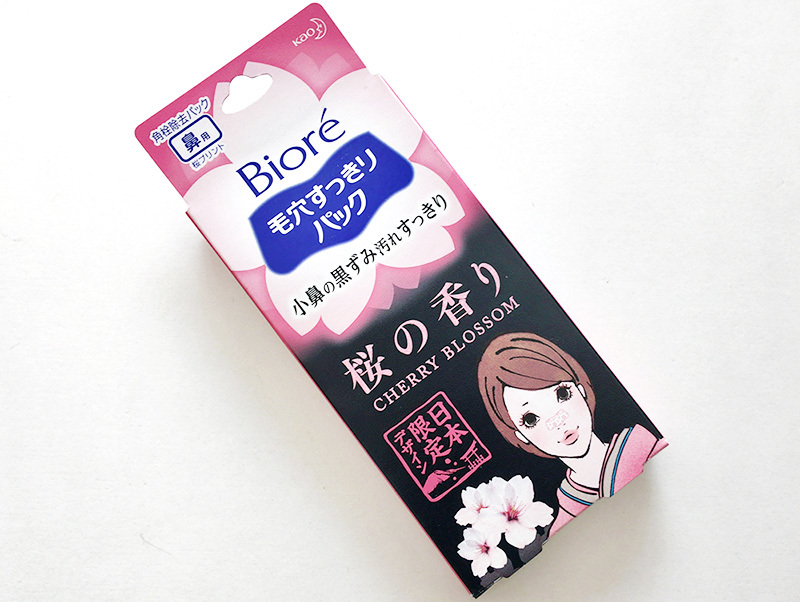 Kao
角栓除去パック
鼻用
桜プリント
Bioré
毛穴すっきり
パック
小鼻の黒ずみ汚れすっきり
桜の香り
CHERRY BLOSSOM
日本
限定
デザイン